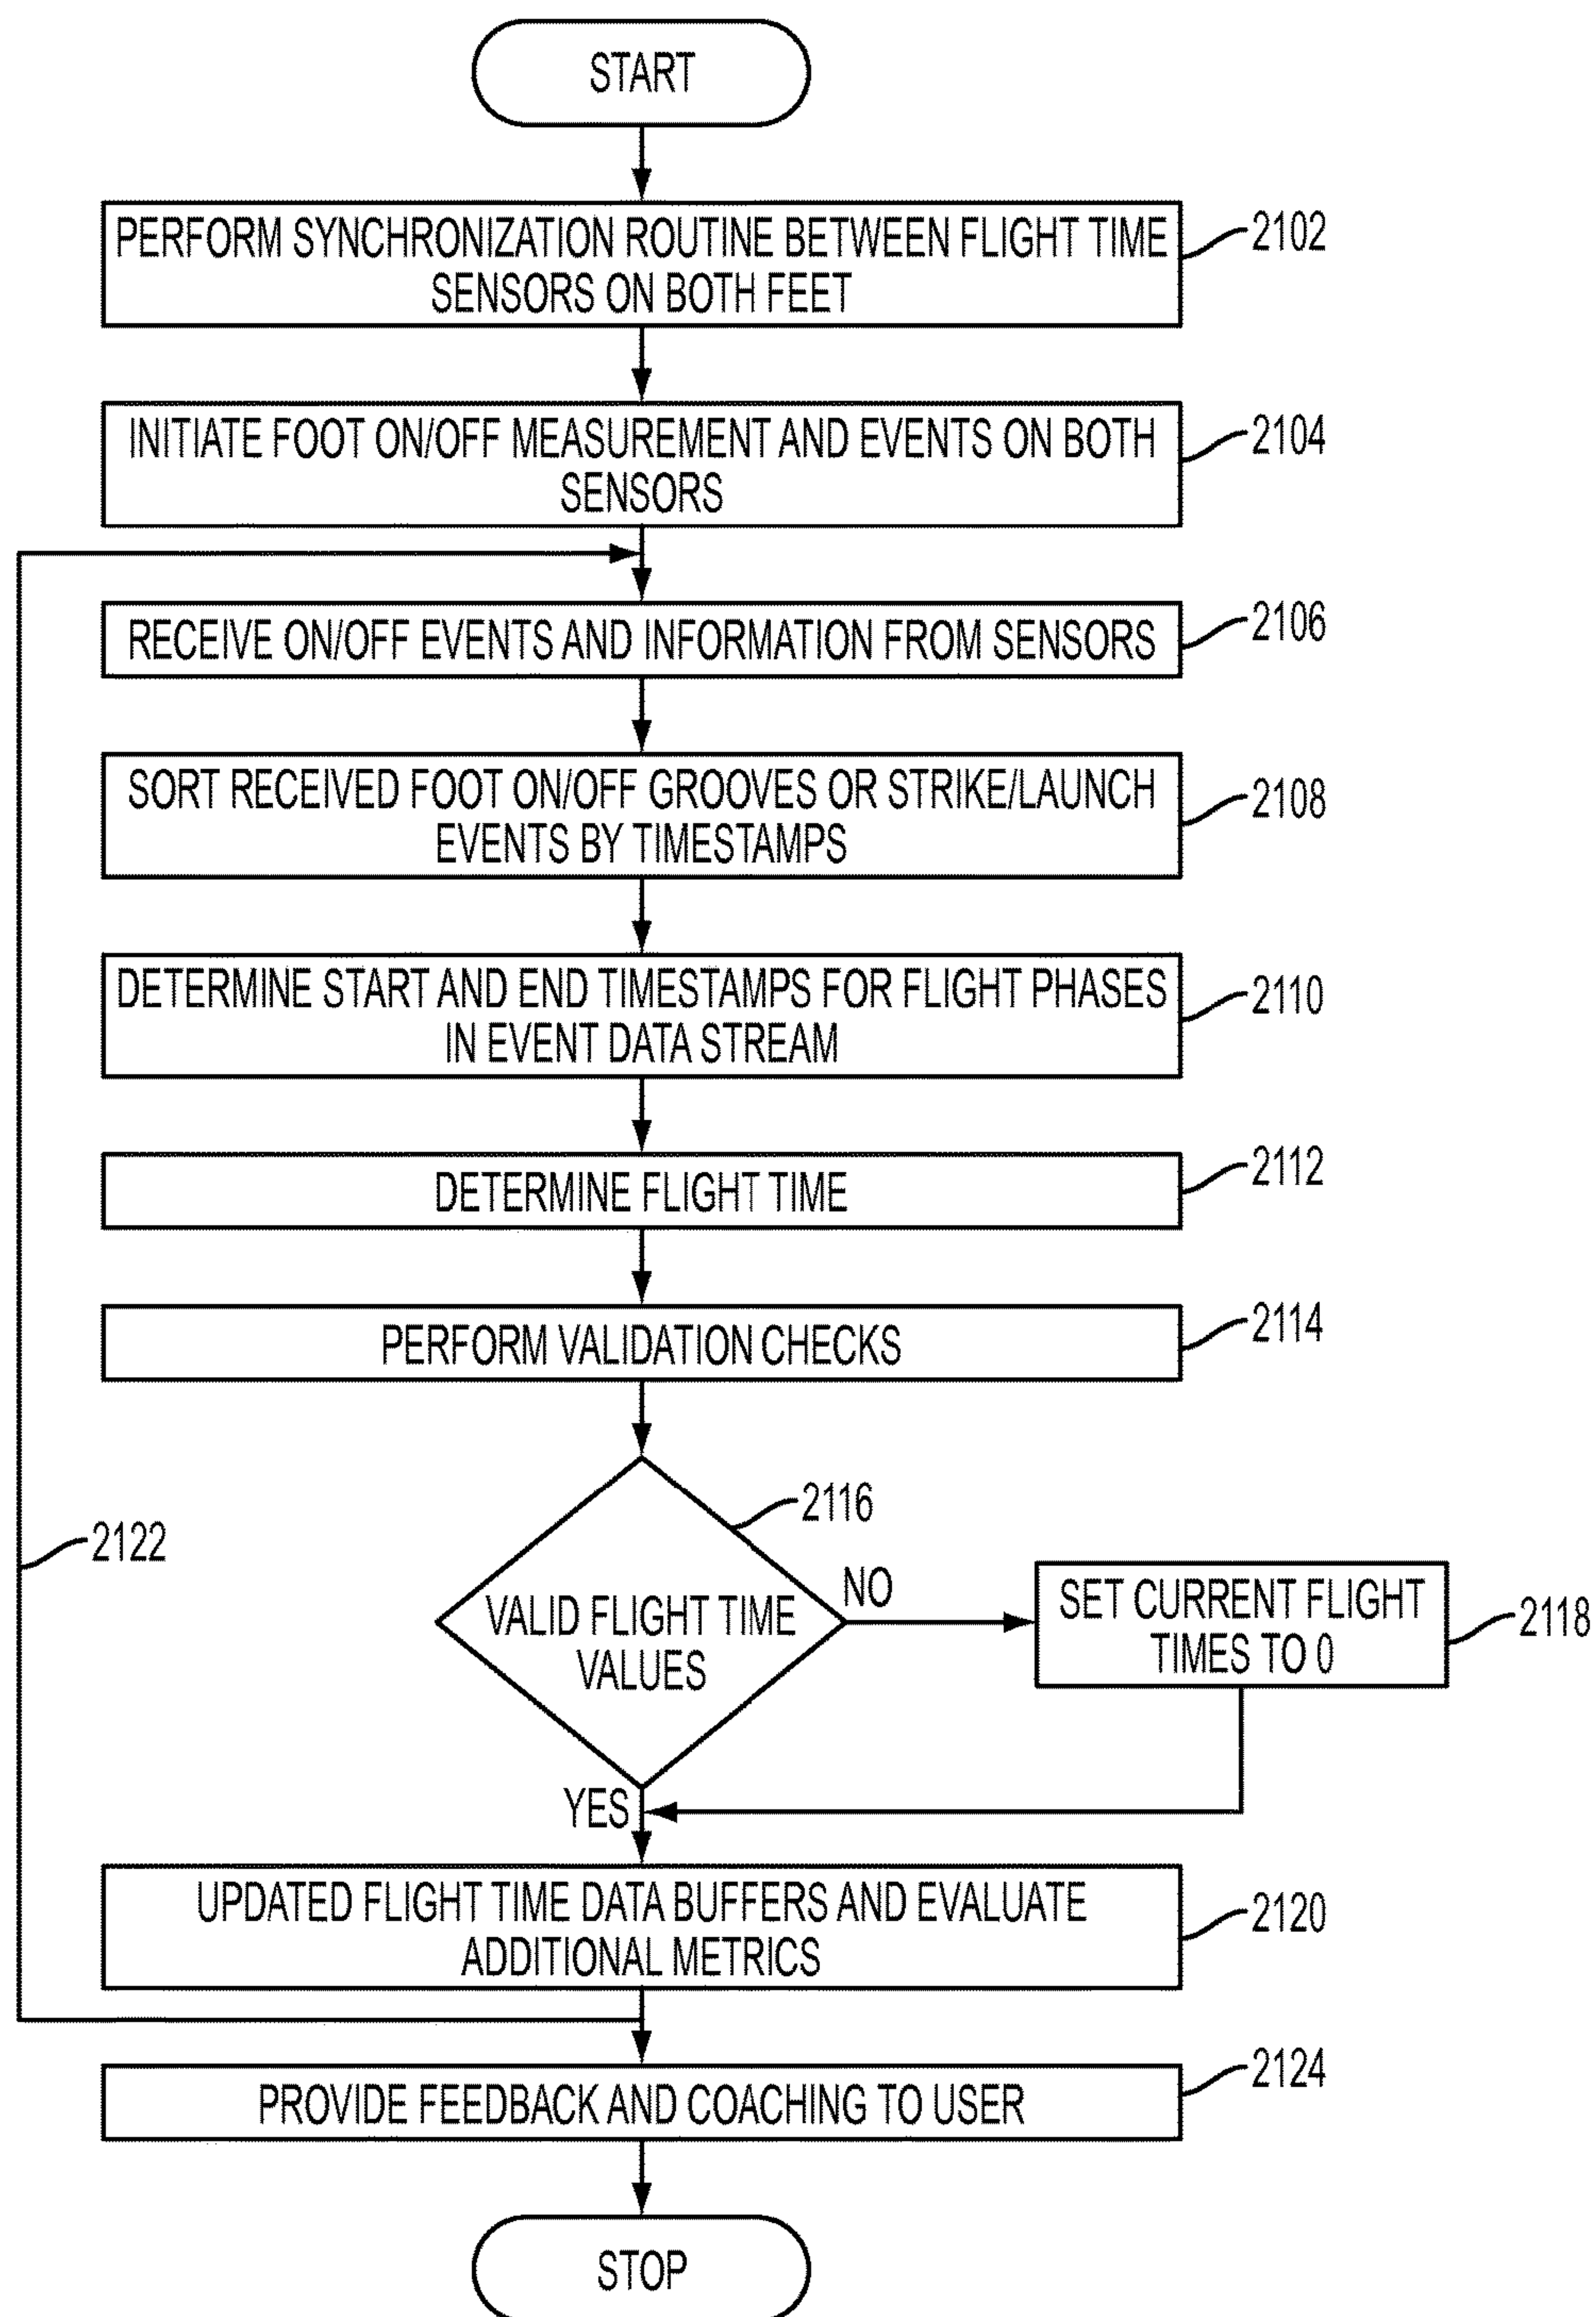 START
PERFORM SYNCHRONIZATION ROUTINE BETWEEN FLIGHT TIME
SENSORS ON BOTH FEET
2102
INITIATE FOOT ON/OFF MEASUREMENT AND EVENTS ON BOTH
SENSORS
2104
RECEIVE ON/OFF EVENTS AND INFORMATION FROM SENSORS
2106
SORT RECEIVED FOOT ON/OFF GROOVES OR STRIKE/LAUNCH
EVENTS BY TIMESTAMPS
2108
DETERMINE START AND END TIMESTAMPS FOR FLIGHT PHASES
IN EVENT DATA STREAM
2110
DETERMINE FLIGHT TIME
2112
PERFORM VALIDATION CHECKS
2114
2116
2122
VALID FLIGHT TIME
VALUES
NO
SET CURRENT FLIGHT
TIMES TO 0
2118
YES
UPDATED FLIGHT TIME DATA BUFFERS AND EVALUATE
ADDITIONAL METRICS
2120
PROVIDE FEEDBACK AND COACHING TO USER
2124
STOP